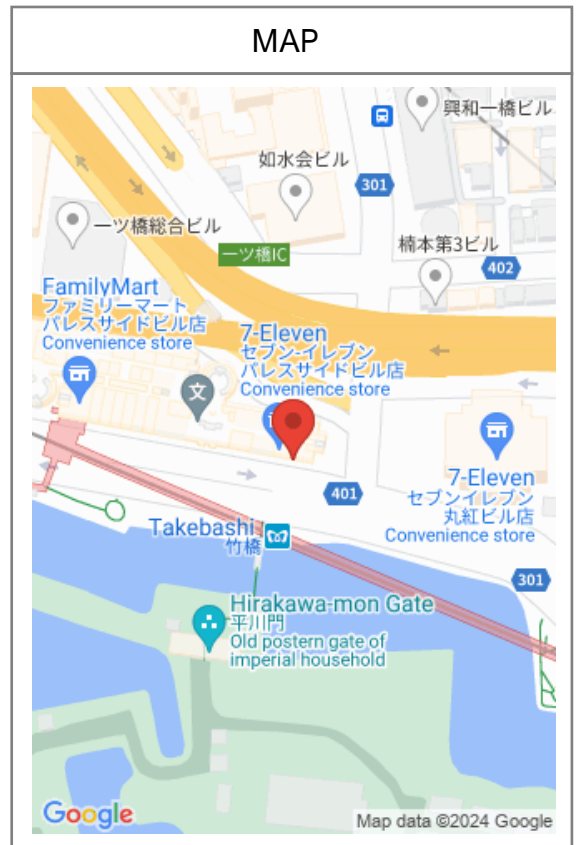 MAP
興和一橋ビル
如水会ビル
301
一ツ橋総合ビル
楠本第3ビル
一ツ橋IC
402
FamilyMart
ファミリーマート
パレスサイドビル店
Convenience store
7-Eleven
セブン-イレブン
パレスサイドビル店
Convenience store
文
7-Eleven
セブンイレブン
丸紅ビル店
Convenience store
401
Takebashi
竹橋
301
Hirakawa-mon Gate
平川門
Old postern gate of
imperial household
Google
Map data ©2024 Google